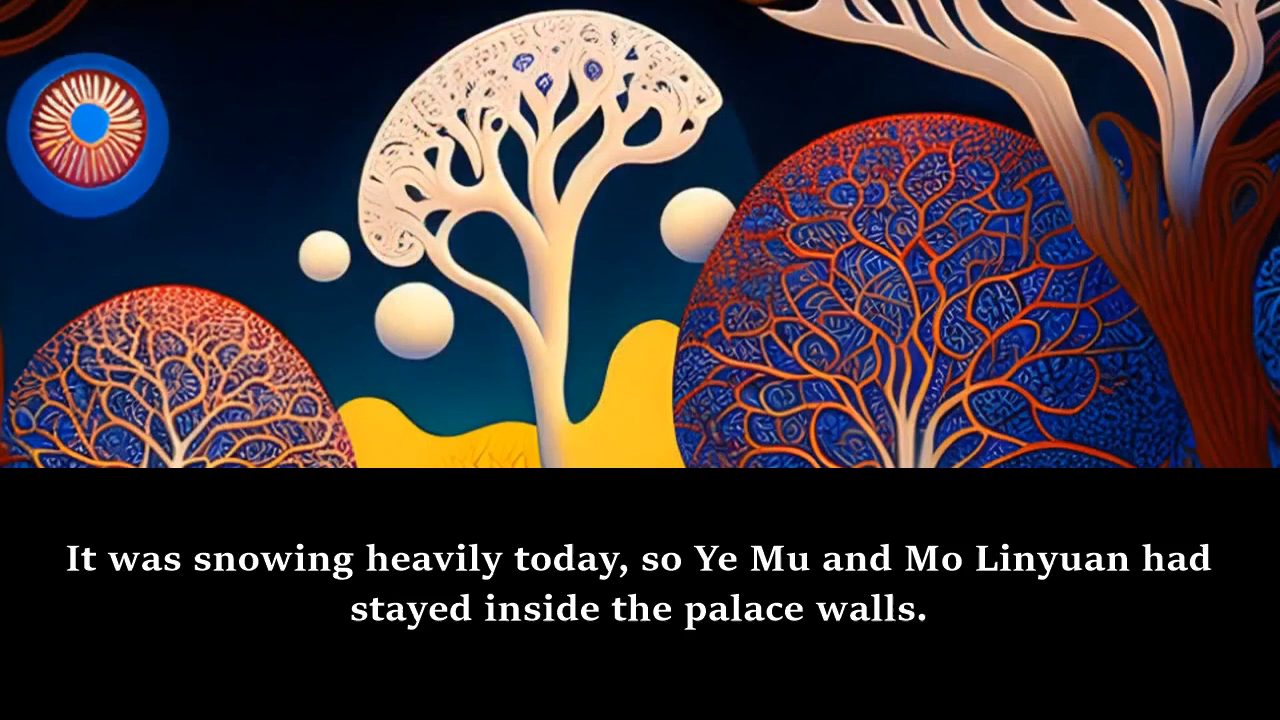 It was snowing heavily today, so Ye Mu and Mo Linyuan had
stayed inside the palace walls.